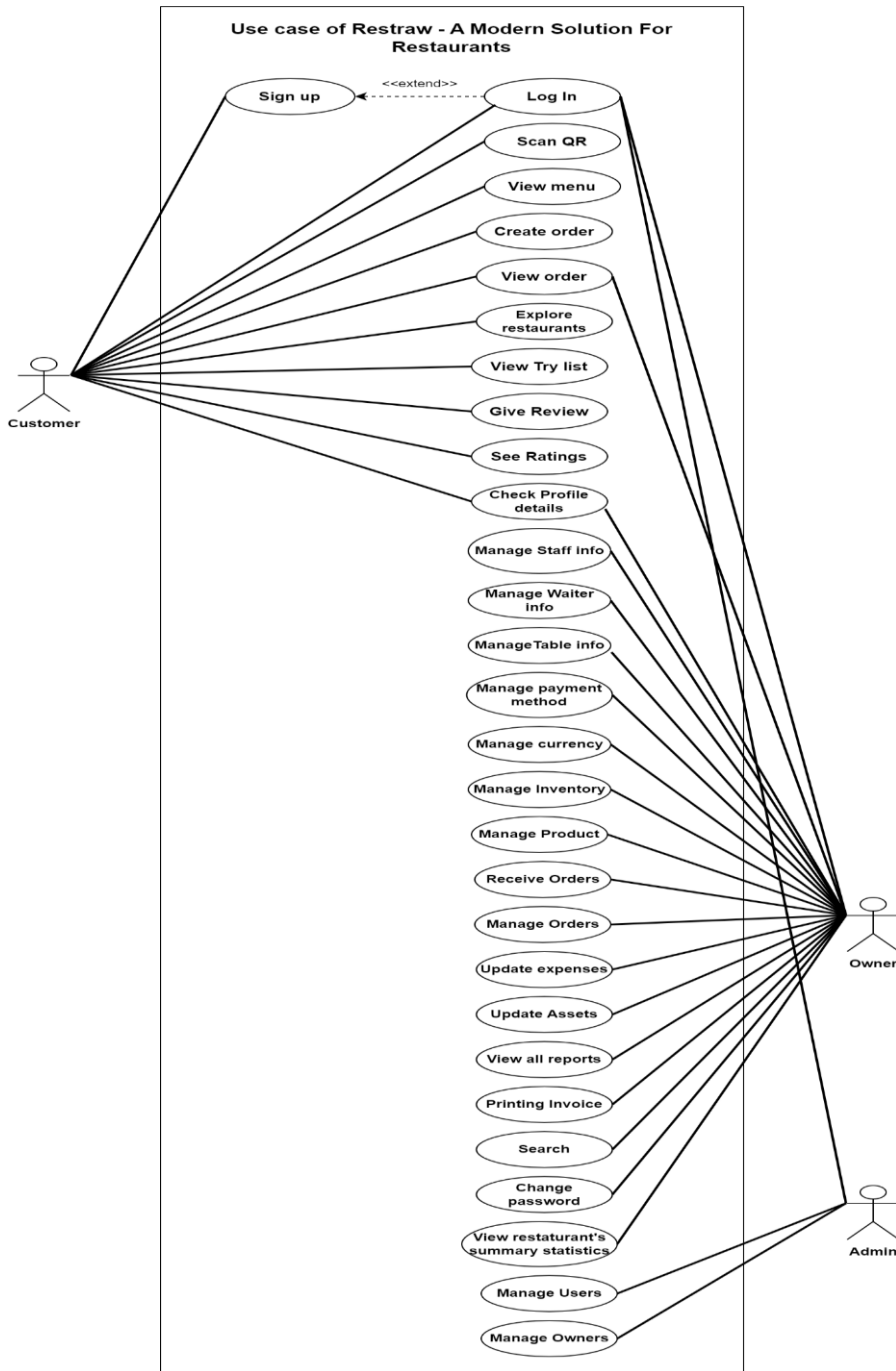 Use case of Restraw - A Modern Solution For
Restaurants
Sign up
<<extend>>
Log In
Scan QR
View menu
Create order
View order
Explore
restaurants
View Try list
Customer
Give Review
See Ratings
Check Profile
details
Manage Staff info
Manage Waiter
info
ManageTable info
Manage payment
method
Manage currency
Manage Inventory
Manage Product
Receive Orders
Manage Orders
Owner
Update expenses
Update Assets
View all reports
Printing Invoice
Search
Change
password
View restaturant's
summary statistics
Admin
Manage Users
Manage Owners